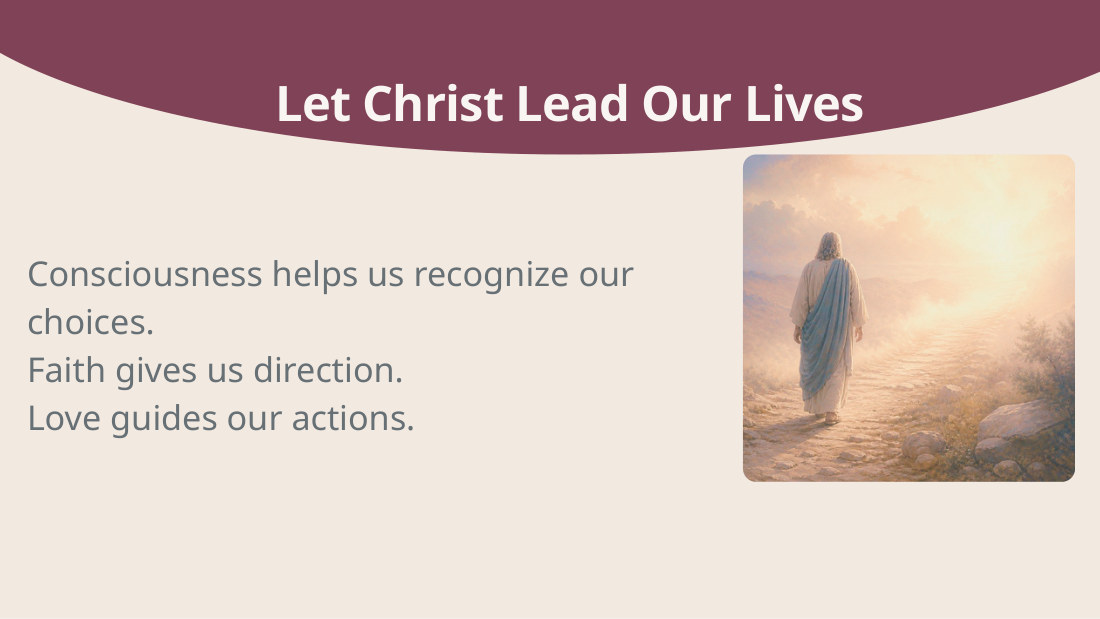 Let Christ Lead Our Lives
Consciousness helps us recognize our
choices.
Faith gives us direction.
Love guides our actions.